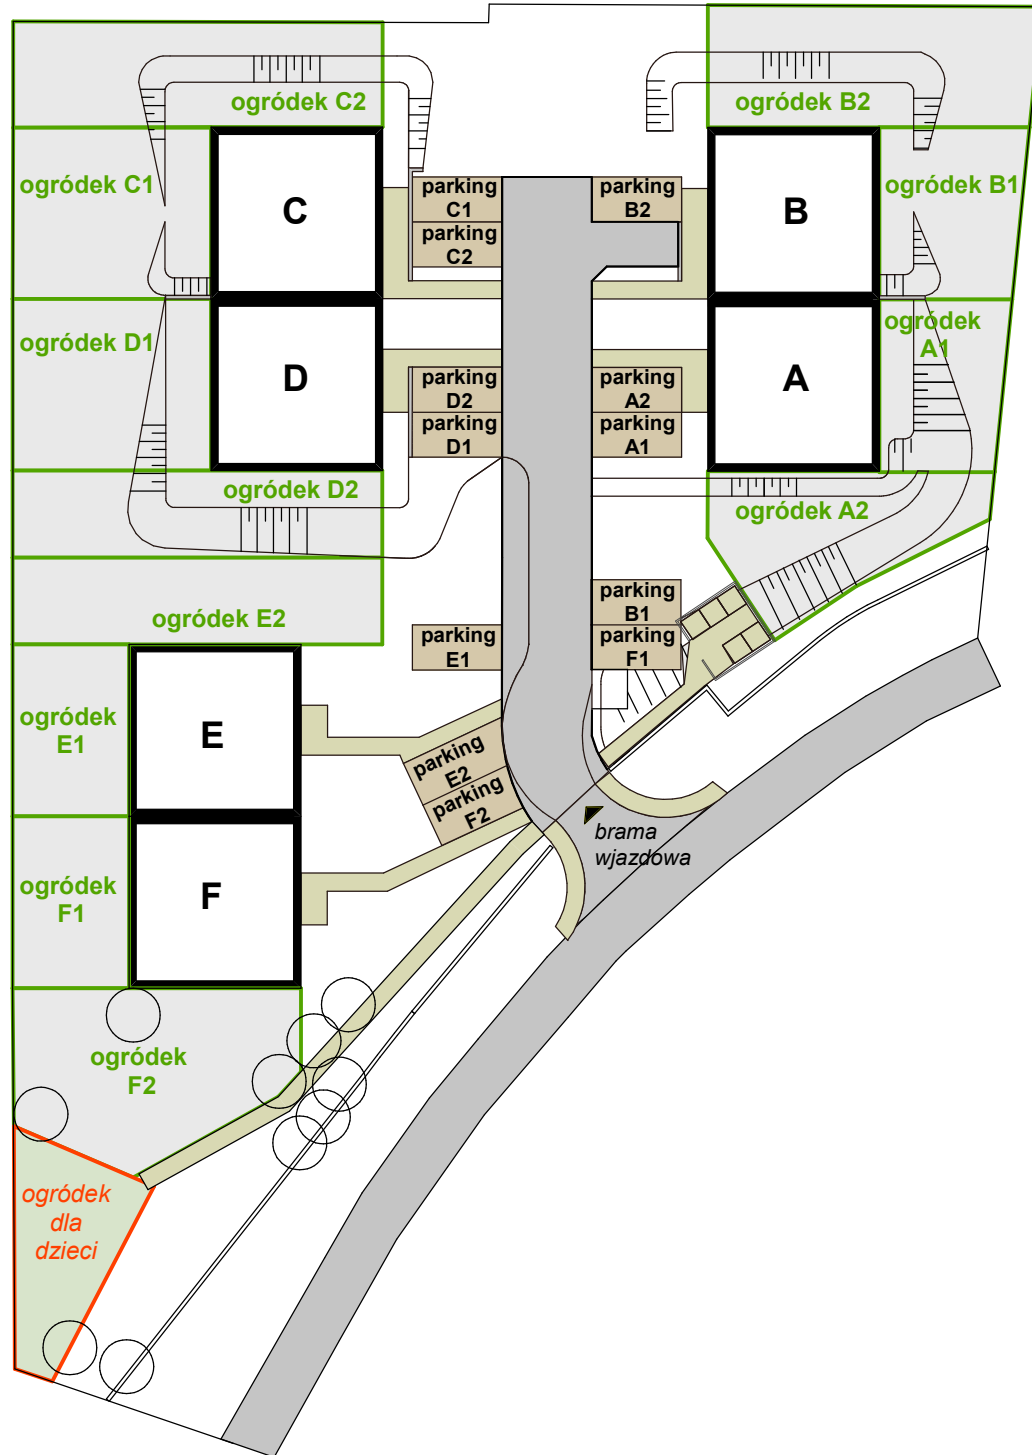 ogródek C2
ogródek B2
ogródek C1
parking
C1
parking
B2
ogródek B1
C
B
parking
C2
ogródek D1
ogródek
A1
D
parking
D2
parking
A2
A
parking
D1
parking
A1
ogródek D2
ogródek A2
parking
B1
ogródek E2
parking
E1
parking
F1
ogródek
E1
E
parking
E2
parking
F2
brama
wjazdowa
ogródek
F1
F
ogródek
F2
ogródek
dla
dzieci